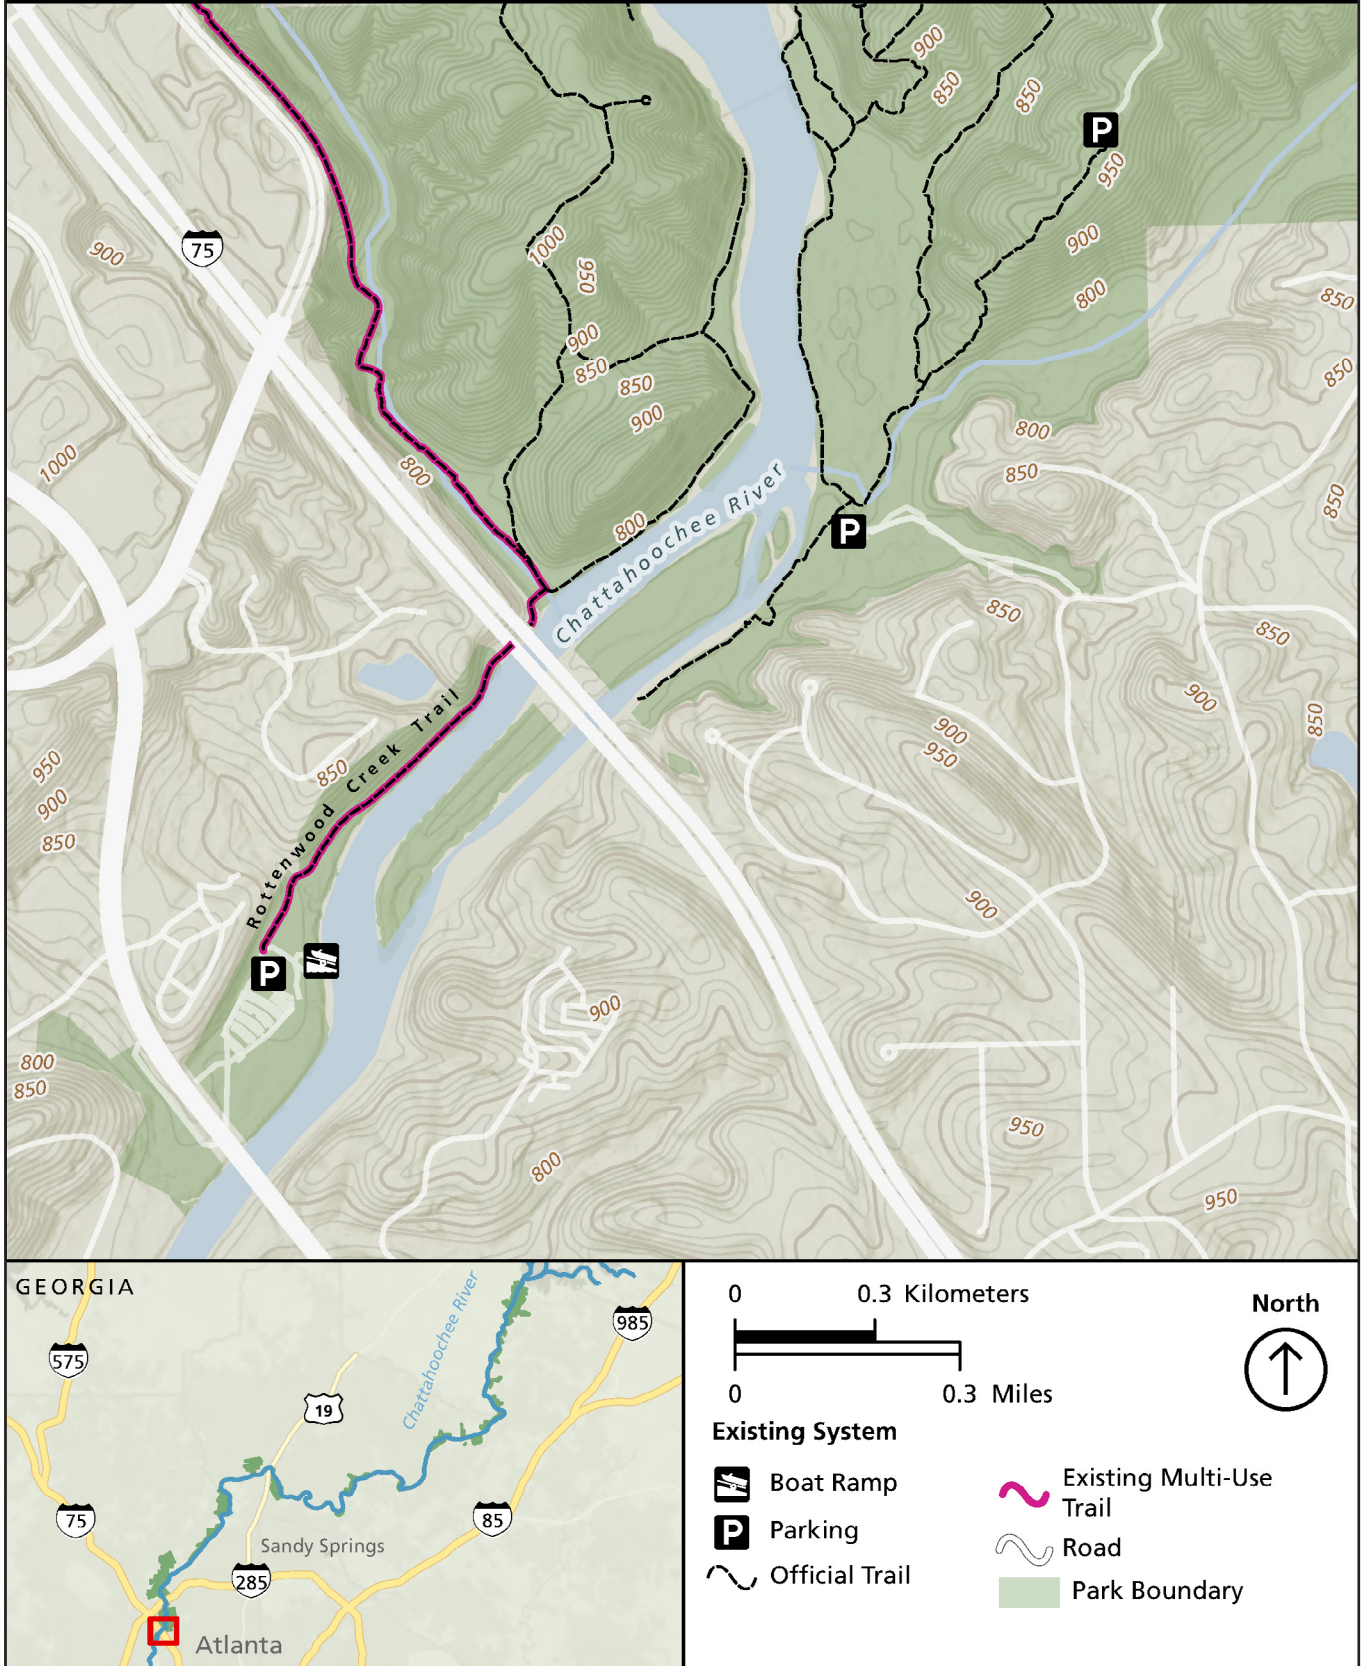 900
850
850
P
950
1000
75
900
900
950
800
850
900
850
850
850
900
800
850
1000
800
850
850
800
Chattahoochee River
P
850
850
900
850
Rottenwood Creek Trail
900
950
850
950
900
850
900
P
900
800
850
950
800
950
GEORGIA
Chattahoochee River
985
575
19
75
85
Sandy Springs
285
Atlanta
0 0.3 Kilometers
0 0.3 Miles
North
Existing System
Boat Ramp
P Parking
Official Trail
Existing Multi-Use
Trail
Road
Park Boundary